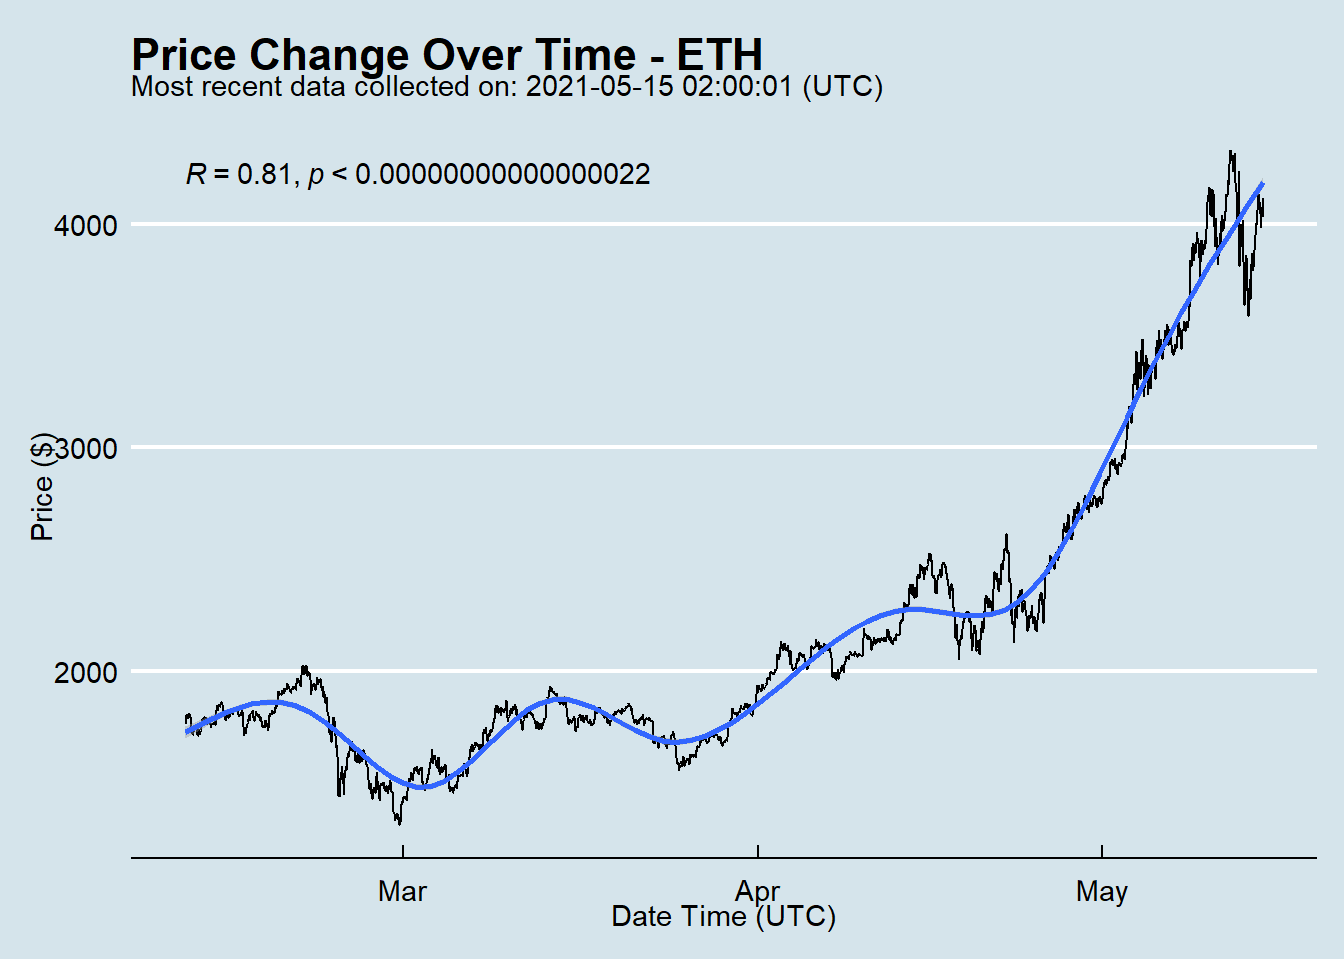 Price Change Over Time - ETH
Most recent data collected on: 2021-05-15 02:00:01 (UTC)
R = 0.81, p < 0.00000000000000022
4000
3000
2000
Price ($)
Mar
Apr
May
Date Time (UTC)